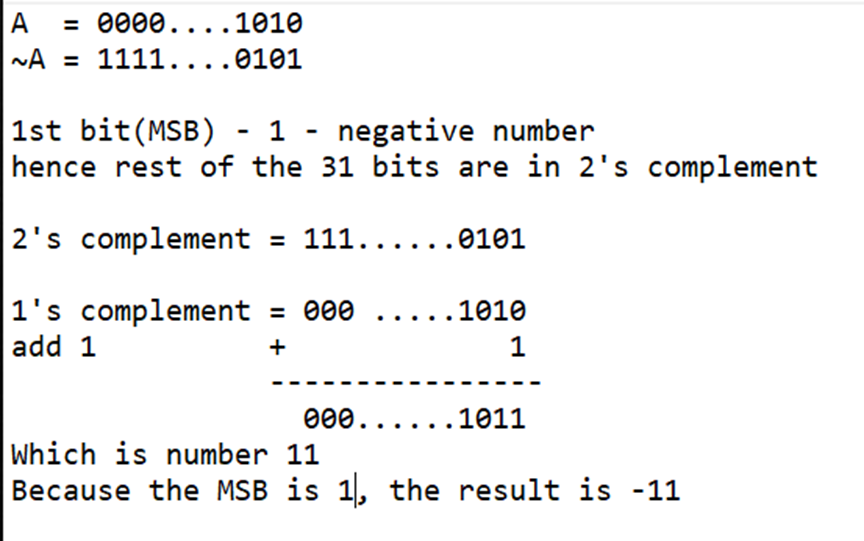 A  = 0000....1010
~A = 1111....0101
1st bit(MSB) - 1 - negative number
hence rest of the 31 bits are in 2's complement
2's complement = 111......0101
1's complement = 000 .....1010
add 1          +             1
----------------
000......1011
Which is number 11
Because the MSB is 1, the result is -11